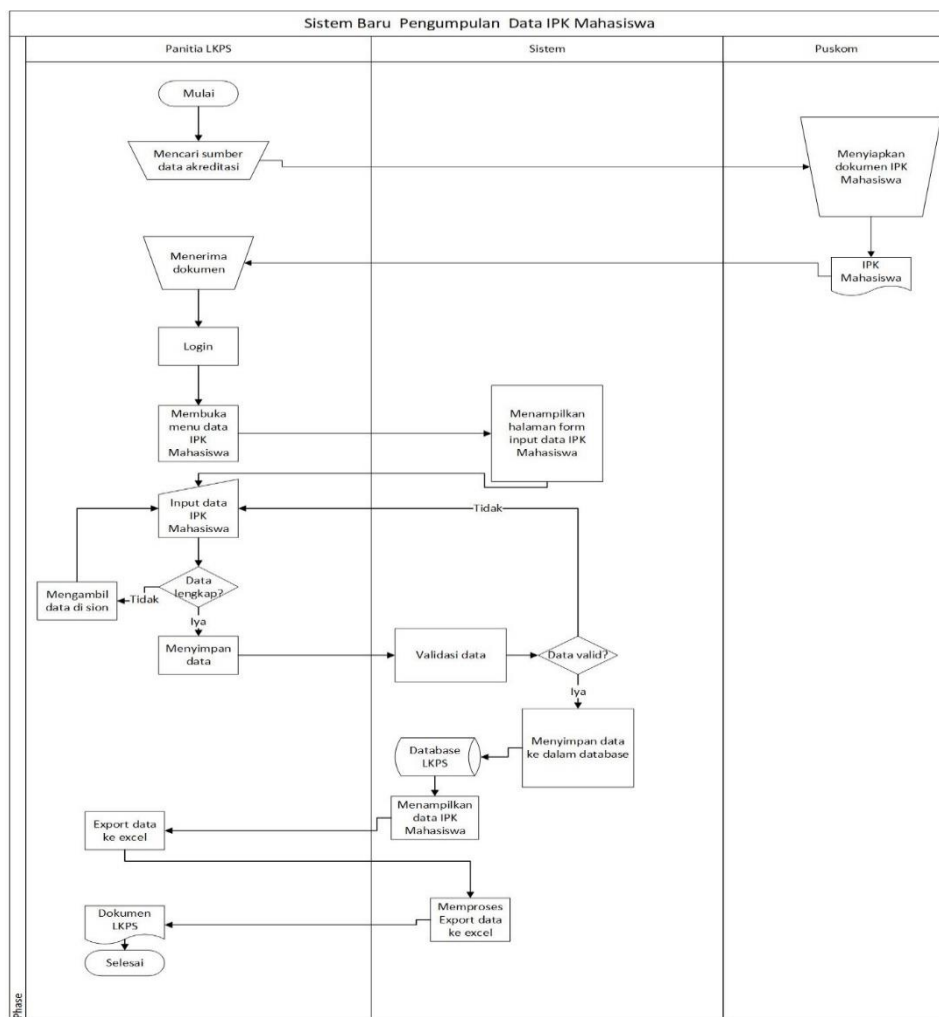 Sistem Baru Pengumpulan Data IPK Mahasiswa
Panitia LKPS
Sistem
Puskom
Mulai
Mencari sumber
data akreditasi
Menyiapkan
dokumen IPK
Mahasiswa
Menerima
dokumen
IPK
Mahasiswa
Login
Membuka
menu data
IPK
Mahasiswa
Menampilkan
halaman form
input data IPK
Mahasiswa
Input data
IPK
Mahasiswa
Tidak
Data
lengkap?
Tidak
Mengambil
data di sion
Iya
Menyimpan
data
Validasi data
Data valid?
Iya
Menyimpan data
ke dalam database
Database
LKPS
Menampilkan
data IPK
Mahasiswa
Export data
ke excel
Memproses
Export data
ke excel
Dokumen
LKPS
Selesai
Phase